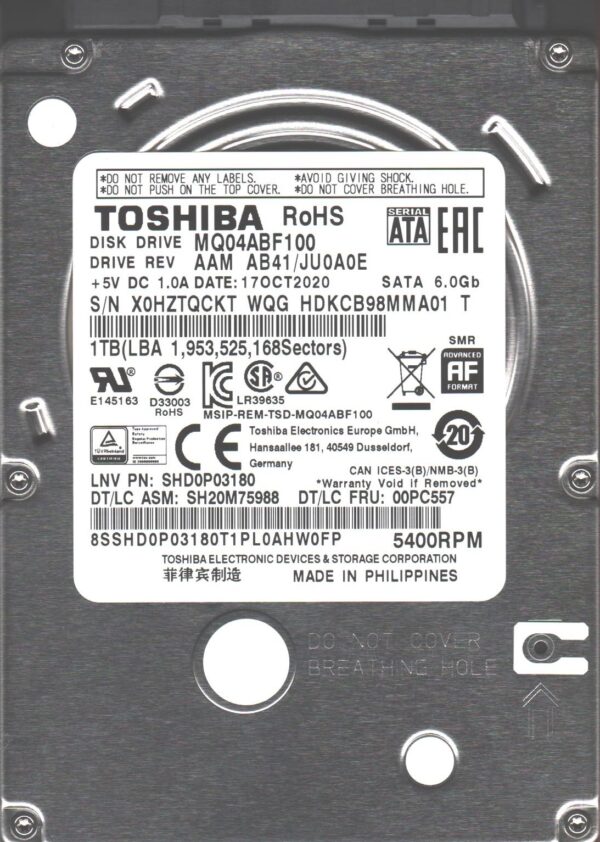 *DO NOT REMOVE ANY LABELS. *AVOID GIVING SHOCK.
*DO NOT PUSH ON THE TOP COVER. *DO NOT COVER BREATHING HOLE.
TOSHIBA RoHS
SERIAL ATA EAC
DISK DRIVE MQ04ABF100
DRIVE REV AAM AB41/JU0A0E
+5V DC 1.0A DATE:17OCT2020 SATA 6.0Gb
S/N X0HZTQCKT WQG HDKCB98MMA01 T
1TB(LBA 1,953,525,168Sectors)
SMR
ADVANCED AF FORMAT
E145163 D33003 RoHS LR39635
MSIP-REM-TSD-MQ04ABF100
Toshiba Electronics Europe GmbH,
Hansaallee 181, 40549 Dusseldorf,
Germany
20
CE
CAN ICES-3(B)/NMB-3(B)
LNV PN: SHD0P03180 *Warranty Void if Removed*
DT/LC ASM: SH20M75988 DT/LC FRU: 00PC557
8SSHD0P03180T1PL0AHW0FP 5400RPM
TOSHIBA ELECTRONIC DEVICES & STORAGE CORPORATION
菲律宾制造 MADE IN PHILIPPINES
DO NOT COVER
BREATHING HOLE